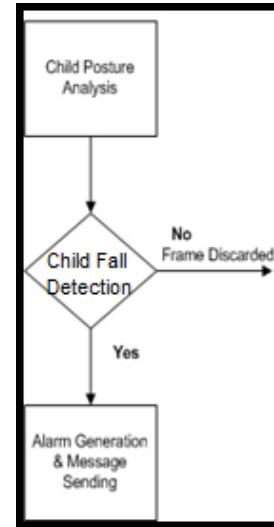 Child Posture
Analysis
Child Fall
Detection
No
Frame Discarded
Yes
Alarm Generation
& Message
Sending